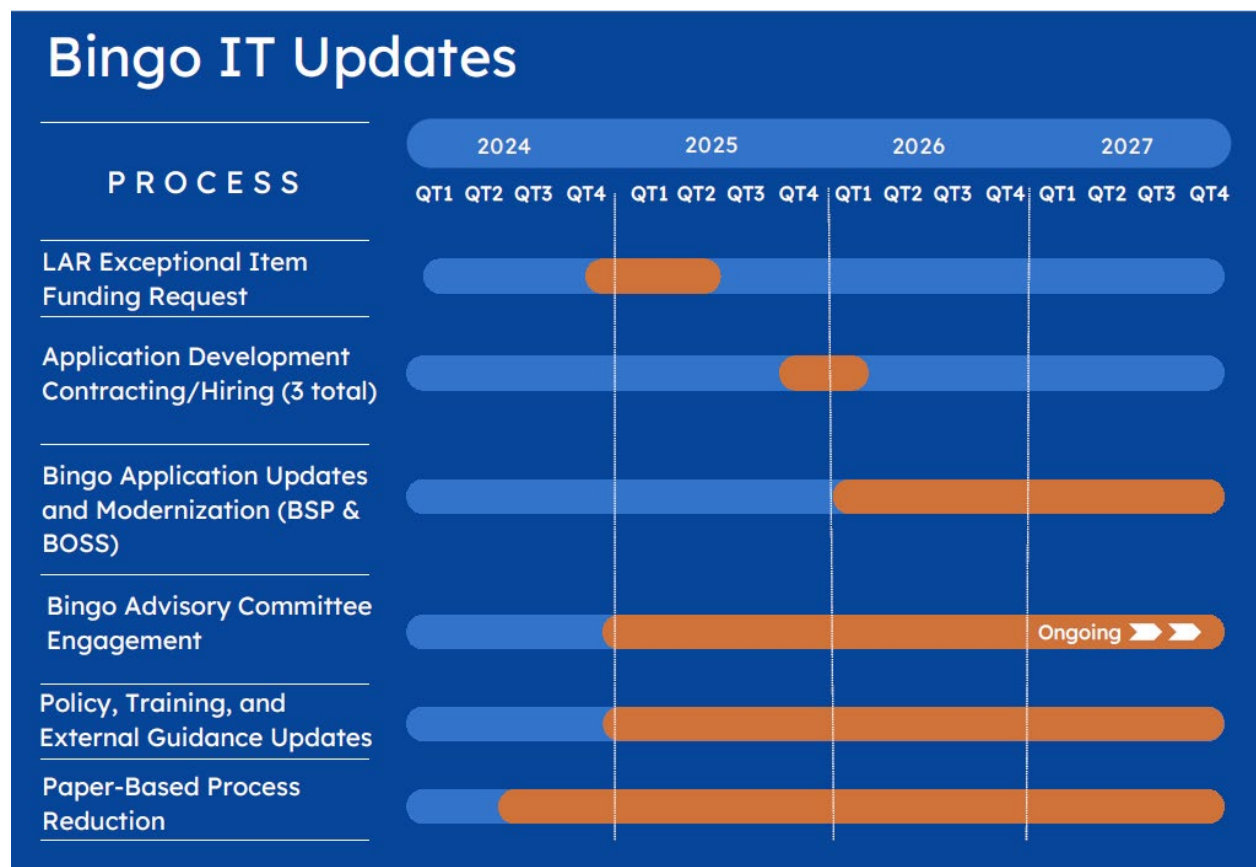 Bingo IT Updates
PROCESS
2024 2025 2026 2027
QT1 QT2 QT3 QT4 QT1 QT2 QT3 QT4 QT1 QT2 QT3 QT4 QT1 QT2 QT3 QT4
LAR Exceptional Item
Funding Request
Application Development
Contracting/Hiring (3 total)
Bingo Application Updates
and Modernization (BSP &
BOSS)
Bingo Advisory Committee
Engagement
Ongoing
Policy, Training, and
External Guidance Updates
Paper-Based Process
Reduction